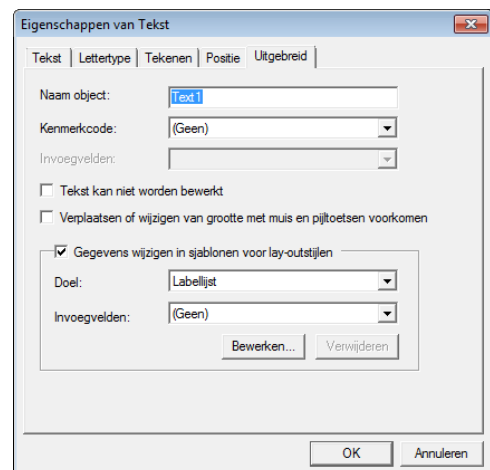 Eigenschappen van Tekst
Tekst Lettertype Tekenen Positie Uitgebreid
Naam object: Text1
Kenmerkcode: (Geen)
Invoegvelden:
Tekst kan niet worden bewerkt
Verplaatsen of wijzigen van grootte met muis en pijltoetsen voorkomen
Gegevens wijzigen in sjablonen voor lay-outstijlen
Doel: Labellijst
Invoegvelden: (Geen)
Bewerken... Verwijderen
OK Annuleren